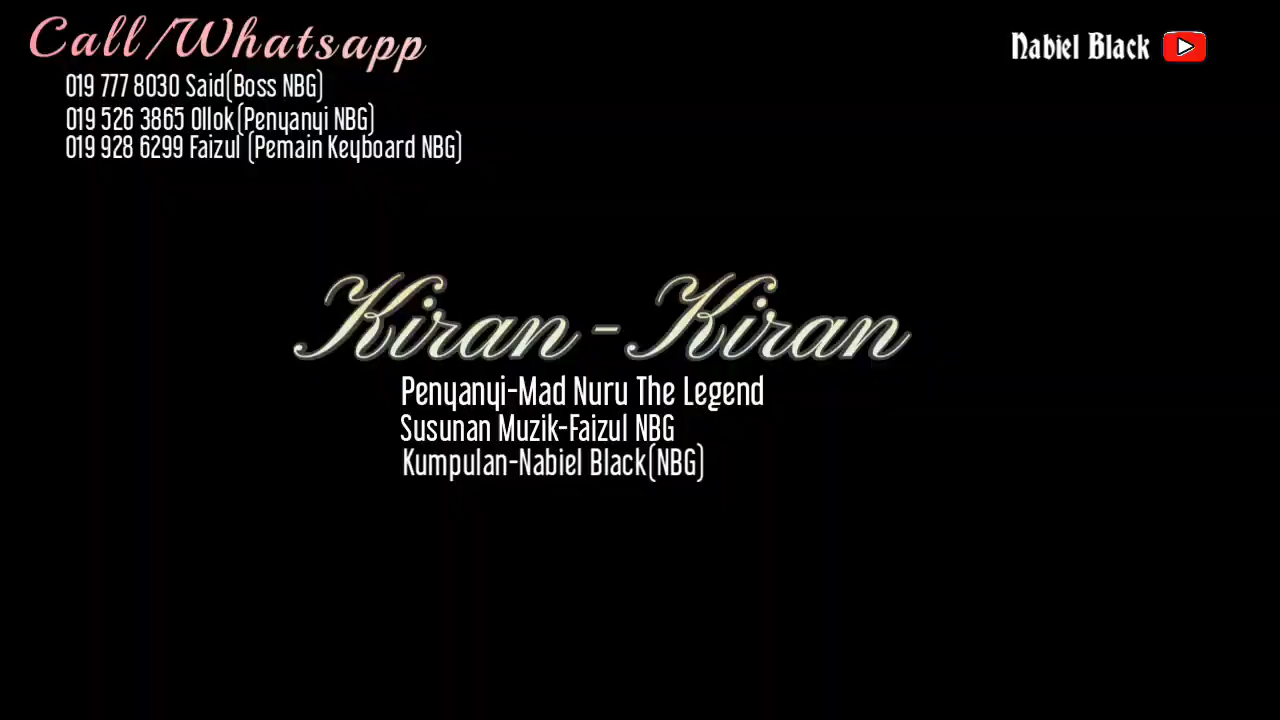 Call/Whatsapp
019 777 8030 Said(Boss NBG)
019 526 3865 Ollok(Penyanyi NBG)
019 928 6299 Faizul (Pemain Keyboard NBG)
Nabiel Black
Kiran-Kiran
Penyanyi-Mad Nuru The Legend
Susunan Muzik-Faizul NBG
Kumpulan-Nabiel Black(NBG)